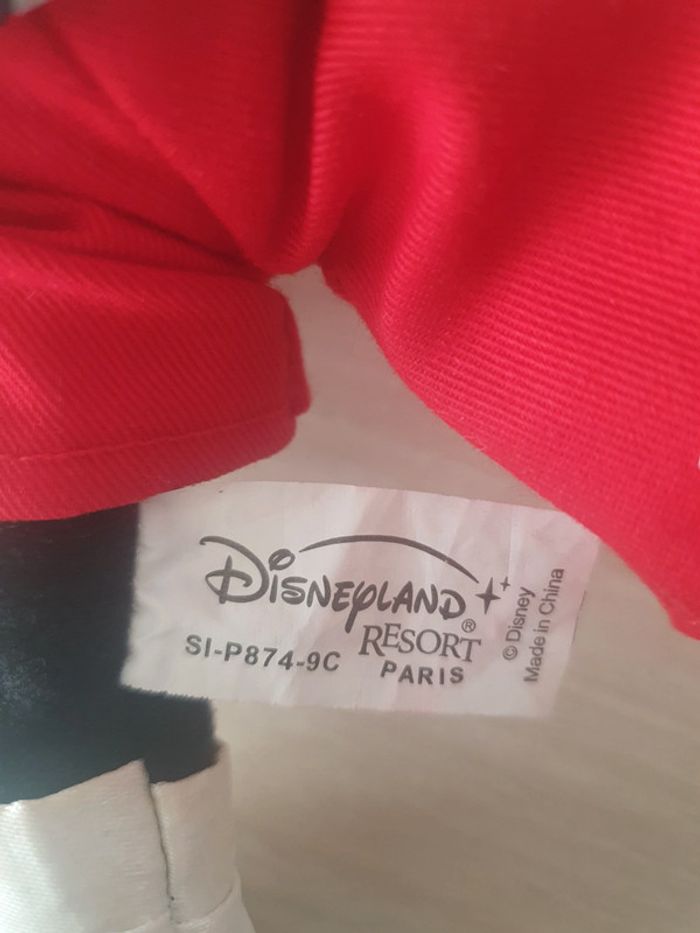 DISNEYLAND
RESORT®
PARIS
SI-P874-9C
© Disney
Made in China